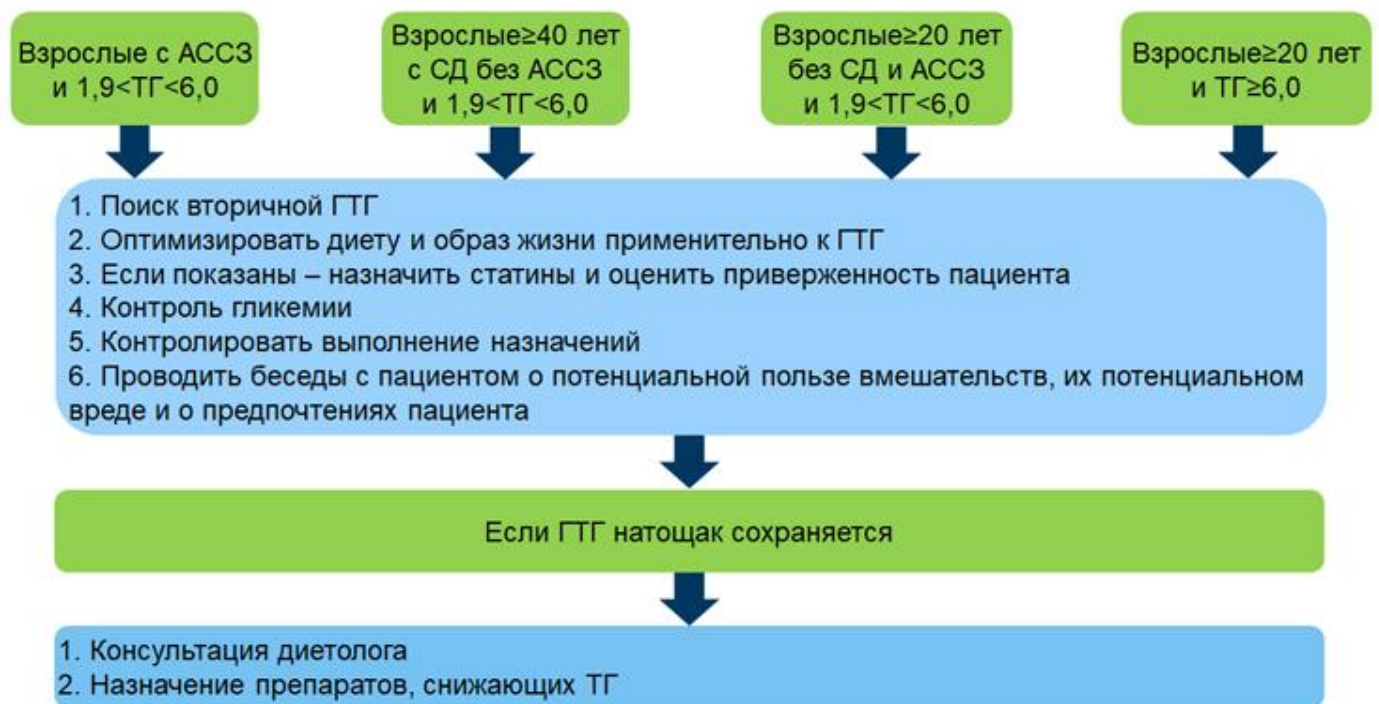 Взрослые с АССЗ
и 1,9<ТГ<6,0
Взрослые≥40 лет
с СД без АССЗ
и 1,9<ТГ<6,0
Взрослые≥20 лет
без СД и АССЗ
и 1,9<ТГ<6,0
Взрослые≥20 лет
и ТГ≥6,0
1. Поиск вторичной ГТГ
2. Оптимизировать диету и образ жизни применительно к ГТГ
3. Если показаны – назначить статины и оценить приверженность пациента
4. Контроль гликемии
5. Контролировать выполнение назначений
6. Проводить беседы с пациентом о потенциальной пользе вмешательств, их потенциальном
вреде и о предпочтениях пациента
Если ГТГ натощак сохраняется
1. Консультация диетолога
2. Назначение препаратов, снижающих ТГ